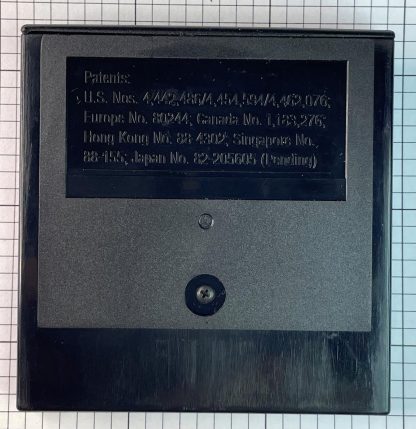 Patents:
U.S. Nos. 4,442,486/4,454,594/4,462,076;
Europe No. 80244; Canada No. 1,183,276;
Hong Kong No. 88-4302; Singapore No.
88-155; Japan No. 82-205605 (Pending)